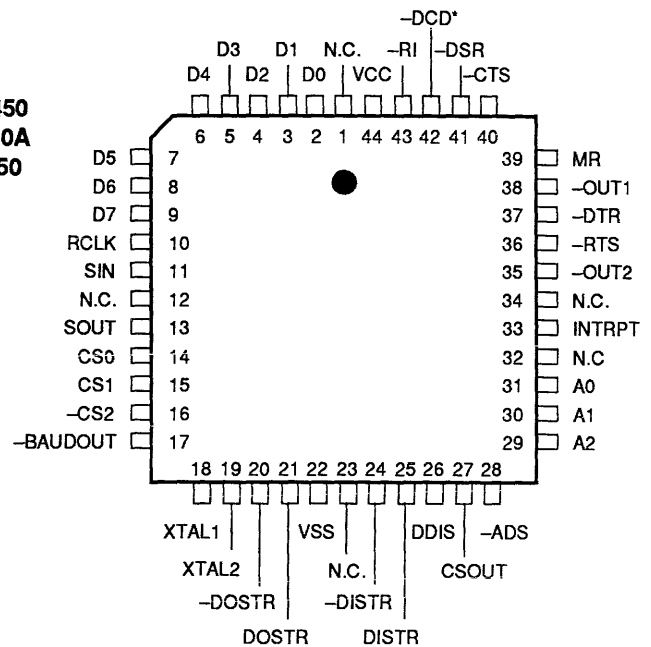 –DCD*
D3 D1 N.C. –RI –DSR
D4 D2 D0 VCC –CTS
6 5 4 3 2 1 44 43 42 41 40
450
0A
50
D5 7 39 MR
D6 8 38 –OUT1
D7 9 37 –DTR
RCLK 10 36 –RTS
SIN 11 35 –OUT2
N.C. 12 34 N.C.
SOUT 13 33 INTRPT
CS0 14 32 N.C
CS1 15 31 A0
–CS2 16 30 A1
–BAUDOUT 17 29 A2
18 19 20 21 22 23 24 25 26 27 28
XTAL1 VSS DDIS –ADS
XTAL2 N.C. CSOUT
–DOSTR –DISTR
DOSTR DISTR